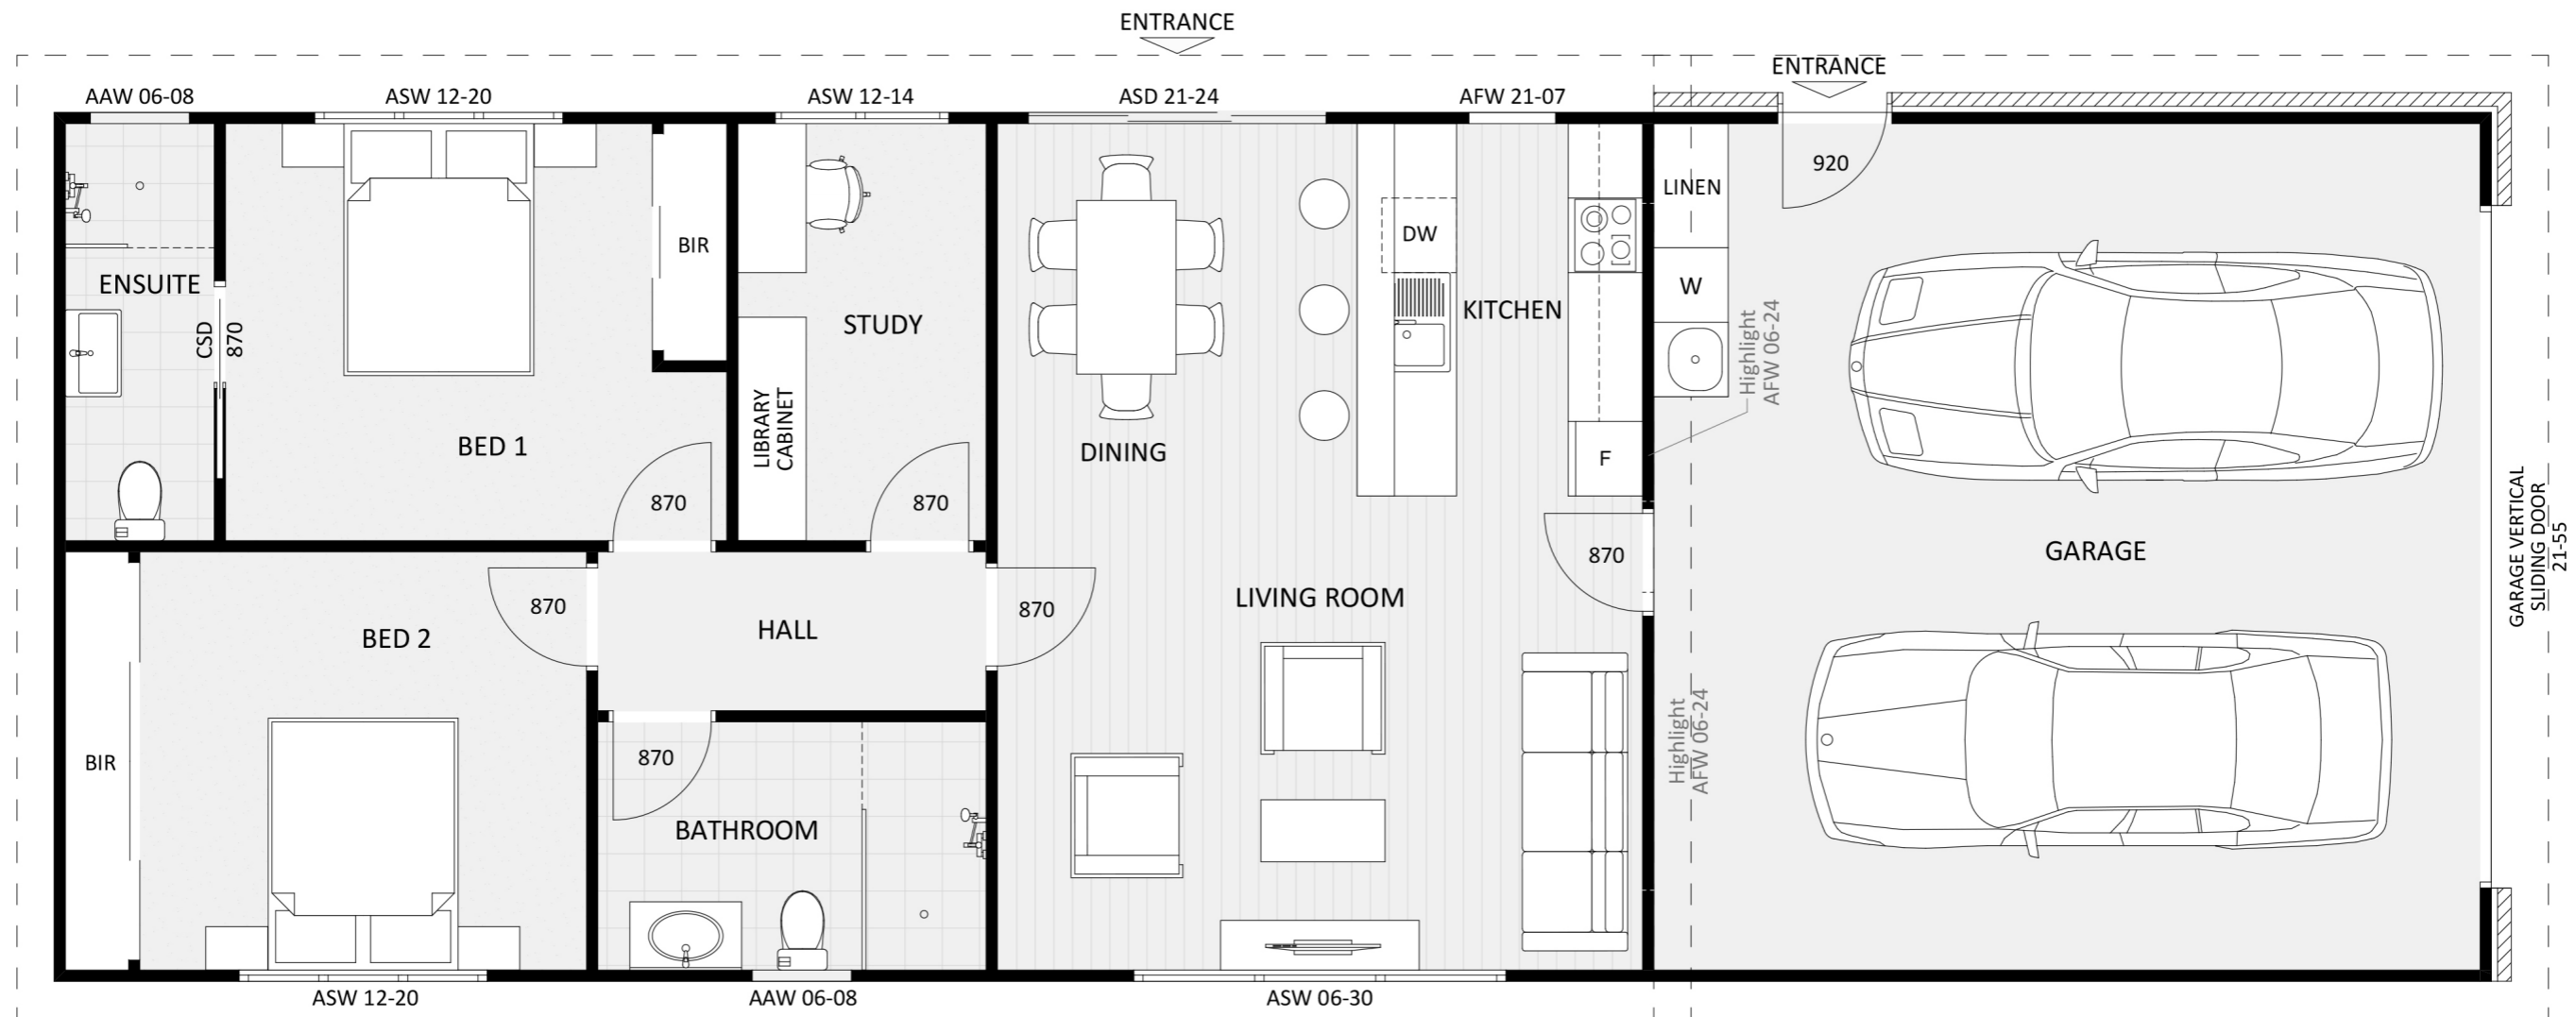 ENTRANCE
ENTRANCE
AAW 06-08
ASW 12-20
ASW 12-14
ASD 21-24
AFW 21-07
920
LINEN
BIR
DW
ENSUITE
W
KITCHEN
STUDY
CSD
870
Highlight
AFW 06-24
LIBRARY
CABINET
BED 1
DINING
F
870
870
GARAGE VERTICAL
SLIDING DOOR
21-55
870
GARAGE
870
870
LIVING ROOM
HALL
BED 2
Highlight
AFW 06-24
BIR
870
BATHROOM
ASW 12-20
AAW 06-08
ASW 06-30